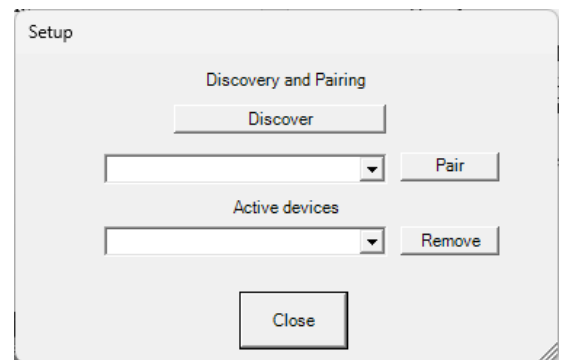 Setup
Discovery and Pairing
Discover
Pair
Active devices
Remove
Close